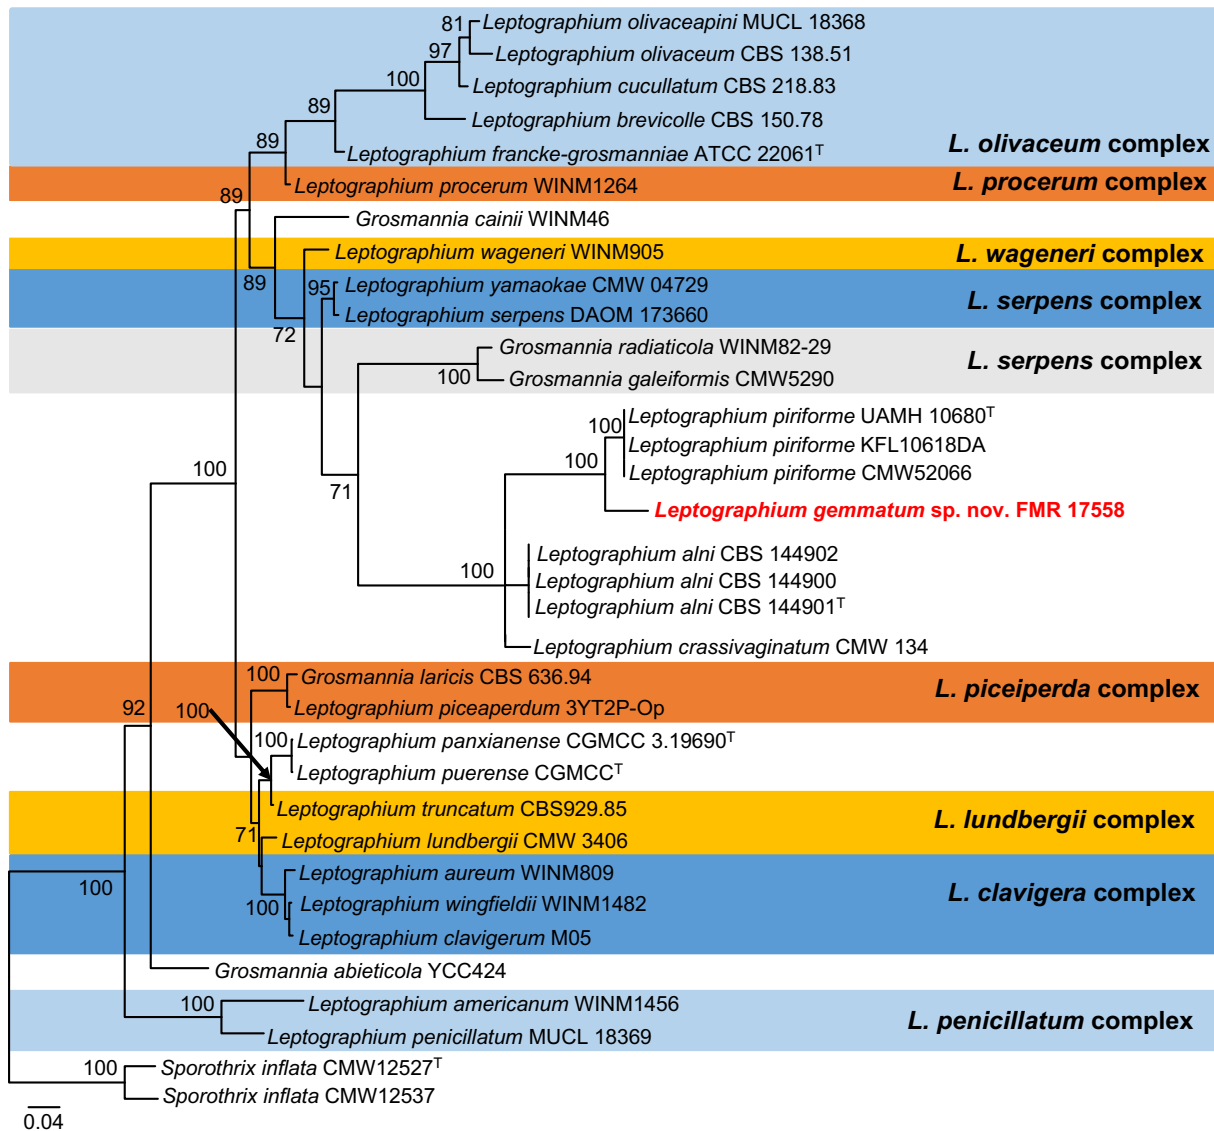 81
Leptographium olivaceapini MUCL 18368
97
Leptographium olivaceum CBS 138.51
100
Leptographium cucullatum CBS 218.83
89
Leptographium brevicolle CBS 150.78
89
Leptographium francke-grosmanniae ATCC 22061T
L. olivaceum complex
Leptographium procerum WINM1264
L. procerum complex
89
Grosmannia cainii WINM46
Leptographium wageneri WINM905
L. wageneri complex
89
95
Leptographium yamaokae CMW 04729
Leptographium serpens DAOM 173660
L. serpens complex
72
Grosmannia radiaticola WINM82-29
100
Grosmannia galeiformis CMW5290
L. serpens complex
100
Leptographium piriforme UAMH 10680T
Leptographium piriforme KFL10618DA
100
Leptographium piriforme CMW52066
100
71
Leptographium gemmatum sp. nov. FMR 17558
Leptographium alni CBS 144902
100
Leptographium alni CBS 144900
Leptographium alni CBS 144901T
Leptographium crassivaginatum CMW 134
100
Grosmannia laricis CBS 636.94
Leptographium piceaperdum 3YT2P-Op
L. piceiperda complex
92
100
100
Leptographium panxianense CGMCC 3.19690T
Leptographium puerense CGMCCT
Leptographium truncatum CBS929.85
71
Leptographium lundbergii CMW 3406
L. lundbergii complex
Leptographium aureum WINM809
100
Leptographium wingfieldii WINM1482
Leptographium clavigerum M05
L. clavigera complex
100
Grosmannia abieticola YCC424
100
Leptographium americanum WINM1456
Leptographium penicillatum MUCL 18369
L. penicillatum complex
100
Sporothrix inflata CMW12527T
Sporothrix inflata CMW12537
0.04